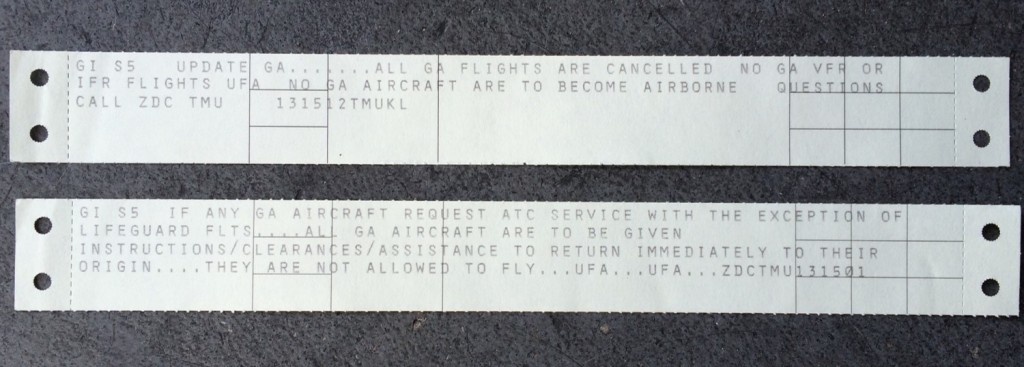 GI S5 UPDATE GA.......ALL GA FLIGHTS ARE CANCELLED NO GA VFR OR
IFR FLIGHTS UFA NO GA AIRCRAFT ARE TO BECOME AIRBORNE QUESTIONS
CALL ZDC TMU 131512TMUKL
GI S5 IF ANY GA AIRCRAFT REQUEST ATC SERVICE WITH THE EXCEPTION OF
LIFEGUARD FLTS....ALL GA AIRCRAFT ARE TO BE GIVEN
INSTRUCTIONS/CLEARANCES/ASSISTANCE TO RETURN IMMEDIATELY TO THEIR
ORIGIN....THEY ARE NOT ALLOWED TO FLY...UFA...UFA...ZDCTMU131501